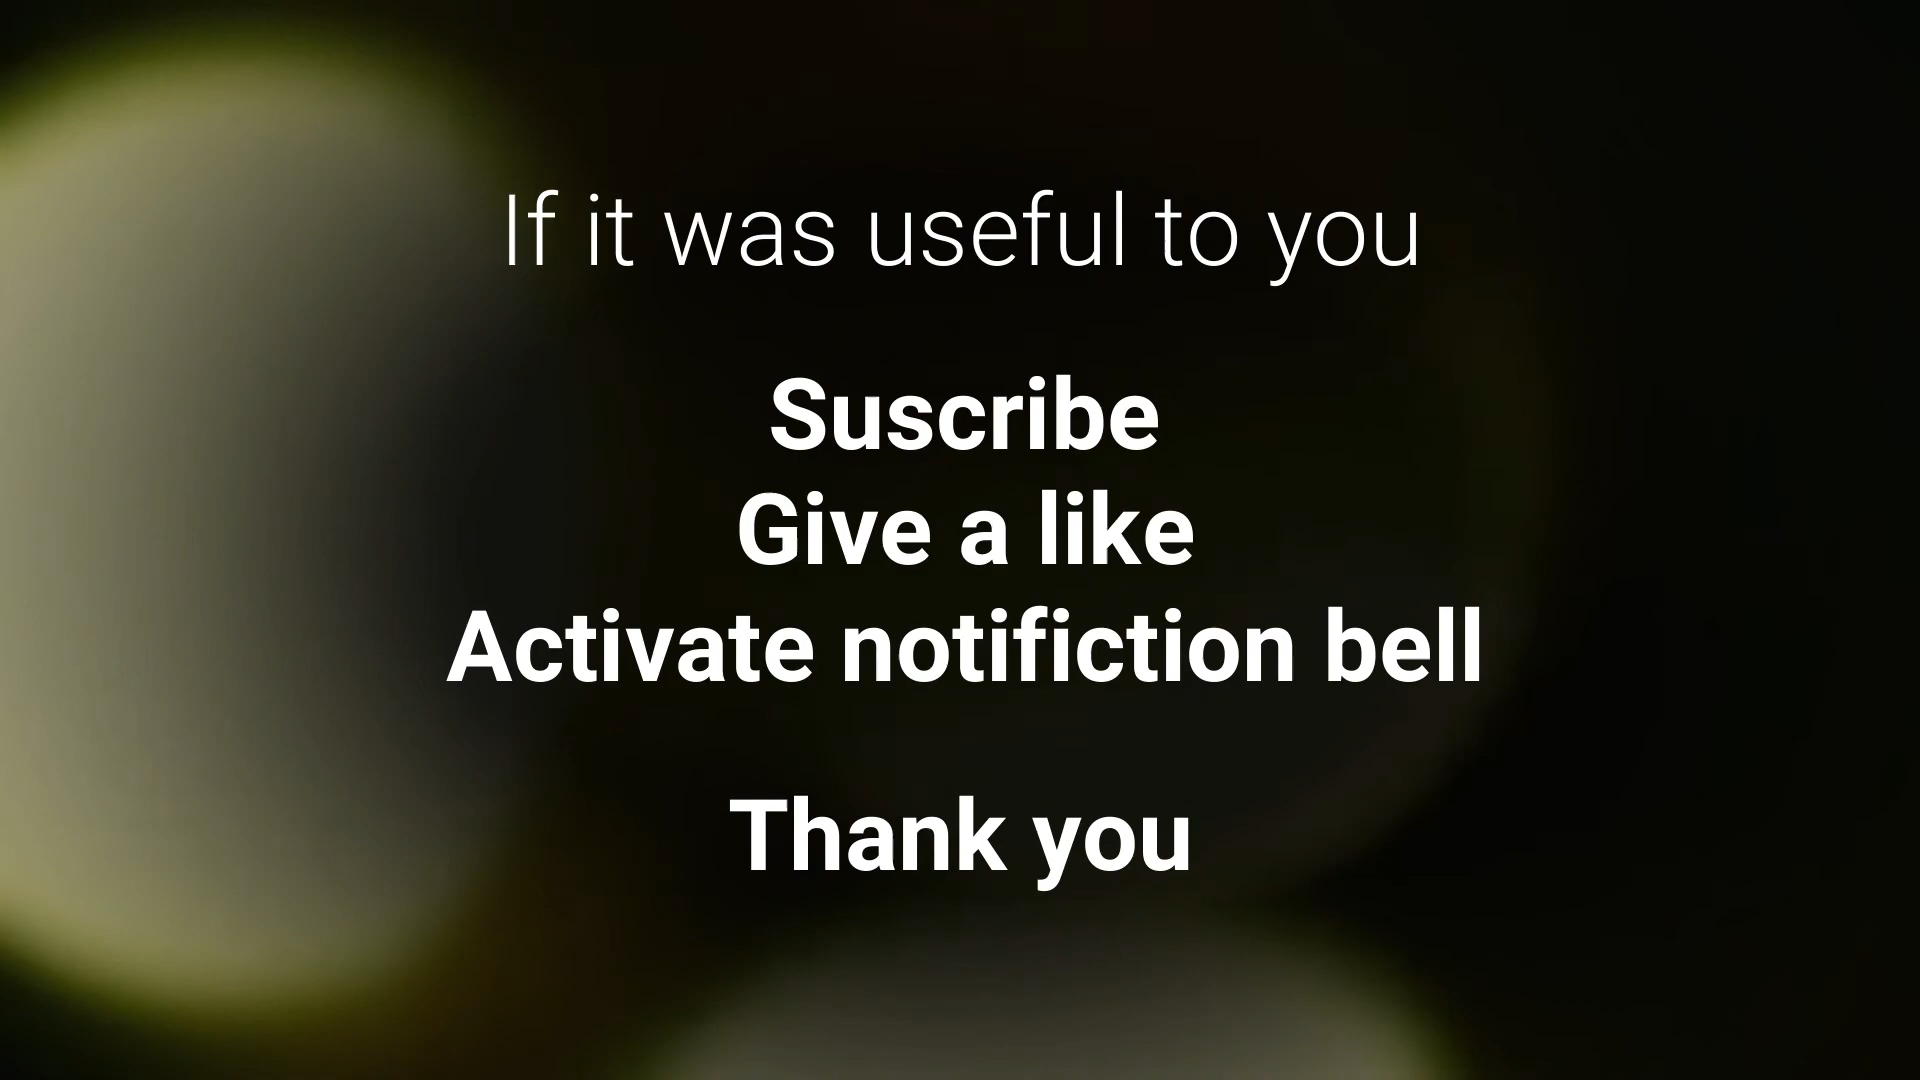 If it was useful to you
Suscribe
Give a like
Activate notifiction bell
Thank you